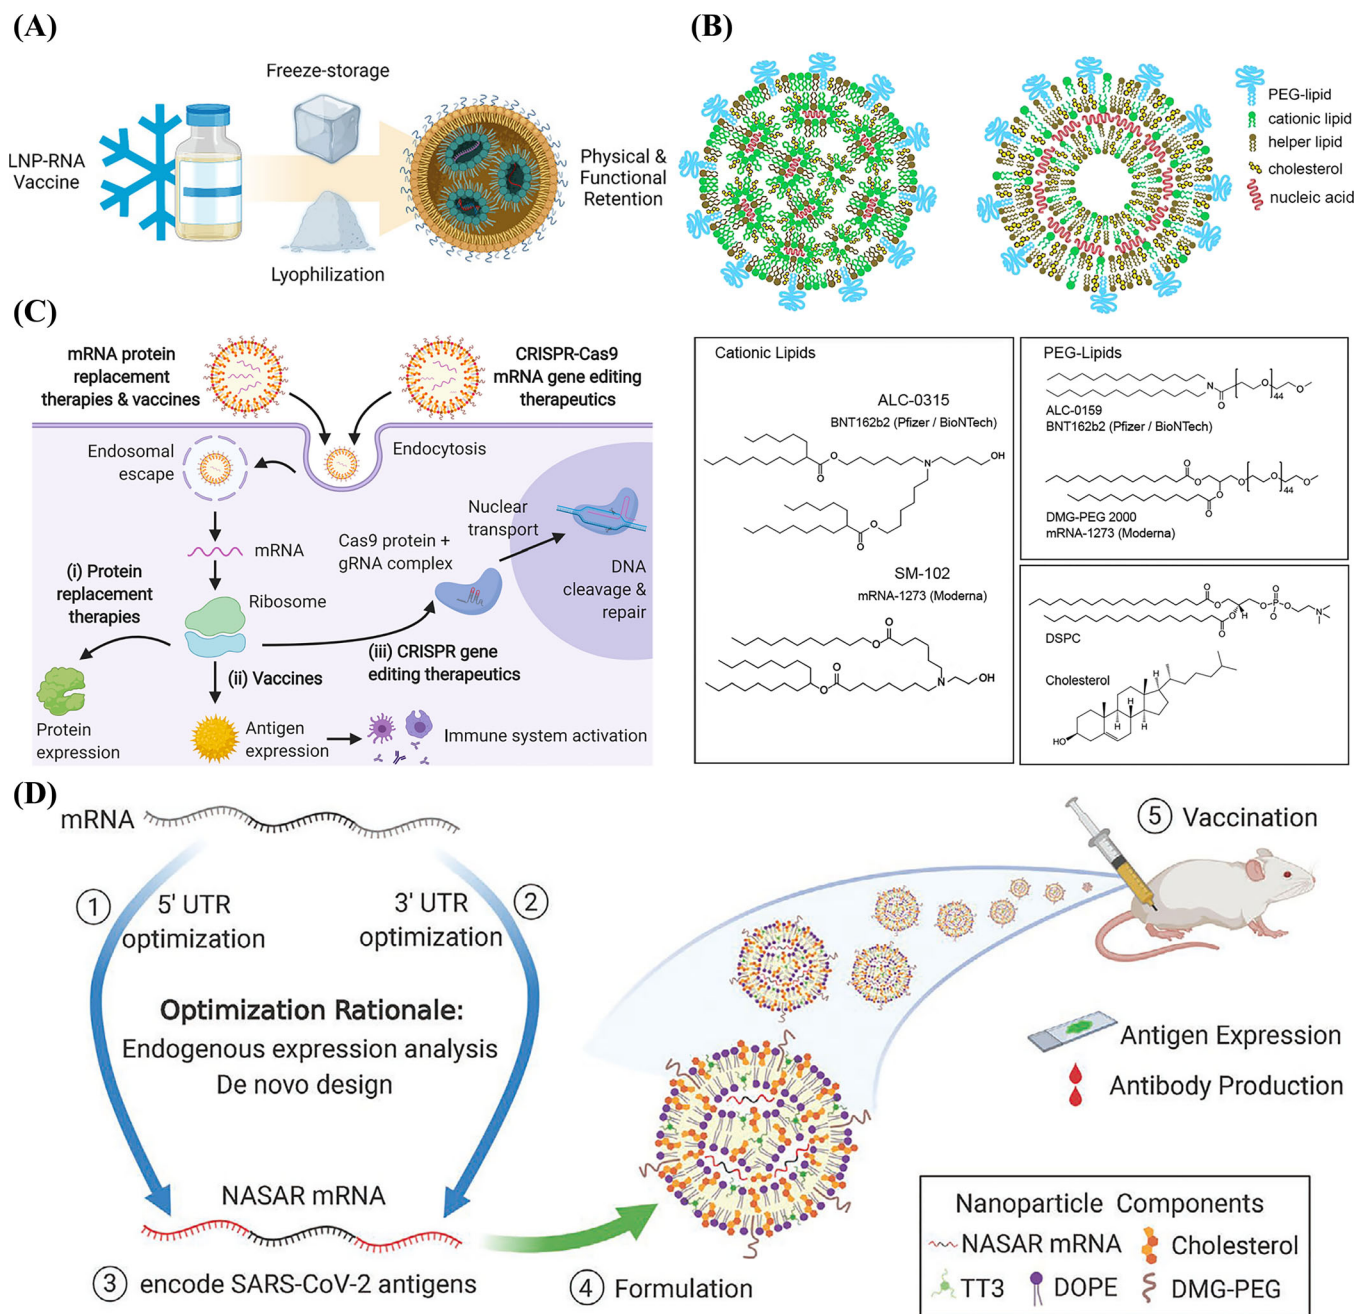 (A)
Freeze-storage
LNP-RNA
Vaccine
Physical &
Functional
Retention
Lyophilization
(B)
PEG-lipid
cationic lipid
helper lipid
cholesterol
nucleic acid
Cationic Lipids
ALC-0315
BNT162b2 (Pfizer / BioNTech)
OH
N
O
O
O
O
SM-102
mRNA-1273 (Moderna)
O
O
O
O
N
OH
PEG-Lipids
N
O
O
O
44
ALC-0159
BNT162b2 (Pfizer / BioNTech)
O
O
O
O
O
O
O
44
DMG-PEG 2000
mRNA-1273 (Moderna)
O
O
O
O
H
O
O
P
O
O
N
DSPC
Cholesterol
H
H
H
HO
(C)
mRNA protein
replacement
therapies & vaccines
CRISPR-Cas9
mRNA gene editing
therapeutics
Endosomal
escape
Endocytosis
Nuclear
transport
mRNA
Cas9 protein +
gRNA complex
DNA
cleavage &
repair
(i) Protein
replacement
therapies
Ribosome
(iii) CRISPR gene
editing therapeutics
(ii) Vaccines
Protein
expression
Antigen
expression
Immune system activation
(D)
mRNA
1
5' UTR
optimization
3' UTR
optimization
2
Optimization Rationale:
Endogenous expression analysis
De novo design
NASAR mRNA
3 encode SARS-CoV-2 antigens
4 Formulation
5 Vaccination
Antigen Expression
Antibody Production
Nanoparticle Components
NASAR mRNA
Cholesterol
TT3
DOPE
DMG-PEG